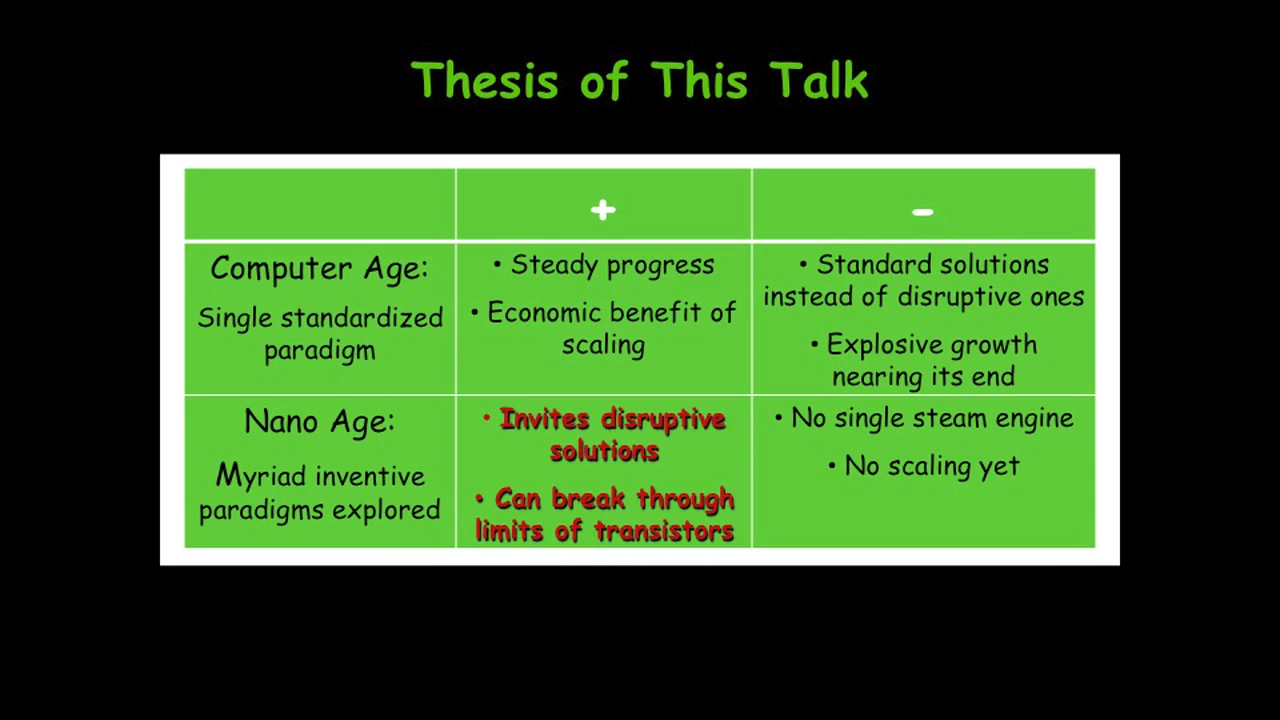 Thesis of This Talk
+
-
Computer Age:
Single standardized
paradigm
• Steady progress
• Economic benefit of
scaling
• Standard solutions
instead of disruptive ones
• Explosive growth
nearing its end
Nano Age:
Myriad inventive
paradigms explored
• Invites disruptive
solutions
• Can break through
limits of transistors
• No single steam engine
• No scaling yet